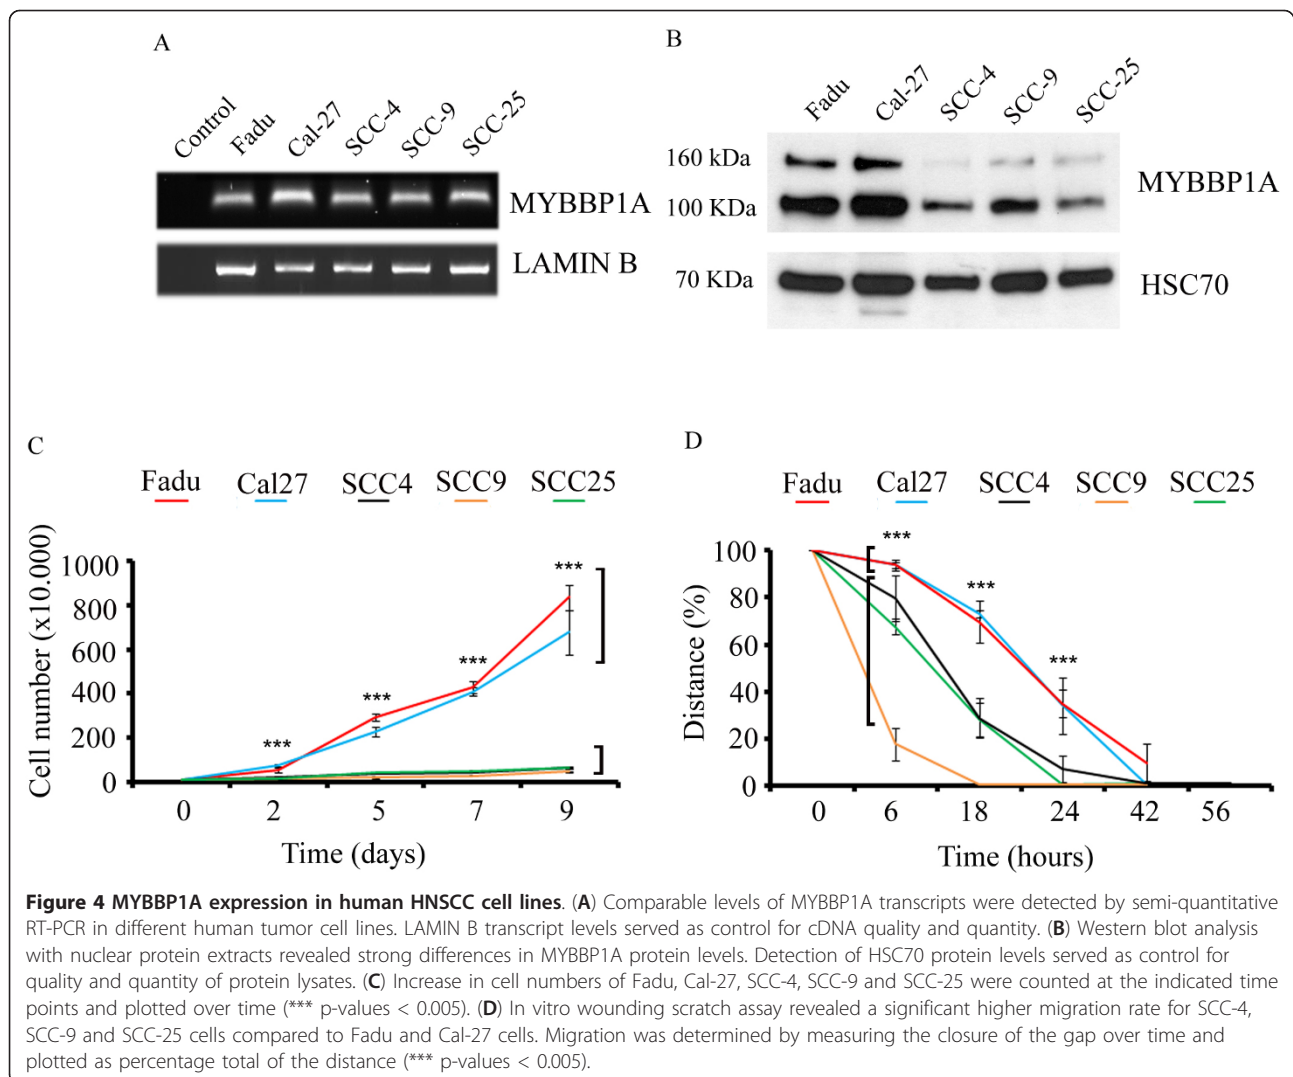 A
Control Fadu Cal-27 SCC-4 SCC-9 SCC-25
MYBBP1A
LAMIN B
B
Fadu Cal-27 SCC-4 SCC-9 SCC-25
160 kDa
100 KDa
MYBBP1A
70 KDa
HSC70
C
Fadu Cal27 SCC4 SCC9 SCC25
Cell number (x10.000)
1000
800
600
400
200
0
*** *** *** *** 
0 2 5 7 9
Time (days)
D
Fadu Cal27 SCC4 SCC9 SCC25
Distance (%)
100
80
60
40
20
0
*** *** ***
0 6 18 24 42 56
Time (hours)
Figure 4 MYBBP1A expression in human HNSCC cell lines. (A) Comparable levels of MYBBP1A transcripts were detected by semi-quantitative
RT-PCR in different human tumor cell lines. LAMIN B transcript levels served as control for cDNA quality and quantity. (B) Western blot analysis
with nuclear protein extracts revealed strong differences in MYBBP1A protein levels. Detection of HSC70 protein levels served as control for
quality and quantity of protein lysates. (C) Increase in cell numbers of Fadu, Cal-27, SCC-4, SCC-9 and SCC-25 were counted at the indicated time
points and plotted over time (*** p-values < 0.005). (D) In vitro wounding scratch assay revealed a significant higher migration rate for SCC-4,
SCC-9 and SCC-25 cells compared to Fadu and Cal-27 cells. Migration was determined by measuring the closure of the gap over time and
plotted as percentage total of the distance (*** p-values < 0.005).